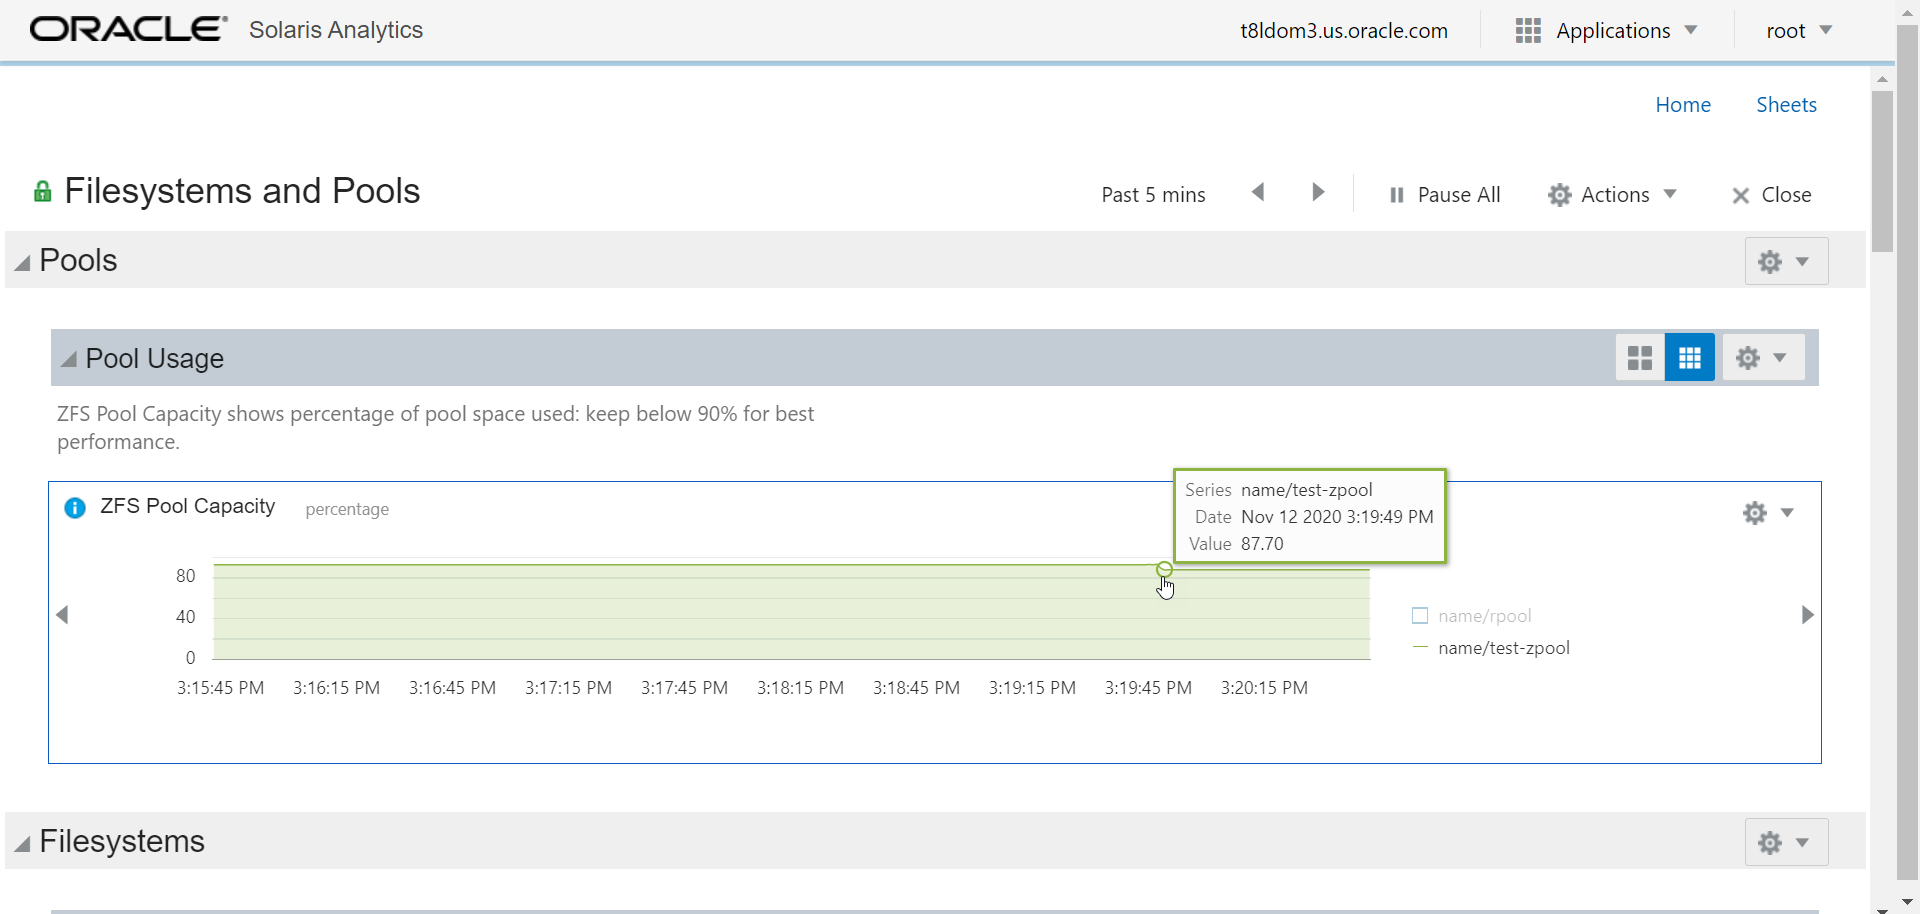 ORACLE® Solaris Analytics
t8ldom3.us.oracle.com Applications root
Home Sheets
Filesystems and Pools
Past 5 mins Pause All Actions Close
Pools
Pool Usage
ZFS Pool Capacity shows percentage of pool space used: keep below 90% for best
performance.
ZFS Pool Capacity percentage
Series name/test-zpool
Date Nov 12 2020 3:19:49 PM
Value 87.70
80
40
0
name/rpool
name/test-zpool
3:15:45 PM 3:16:15 PM 3:16:45 PM 3:17:15 PM 3:17:45 PM 3:18:15 PM 3:18:45 PM 3:19:15 PM 3:19:45 PM 3:20:15 PM
Filesystems